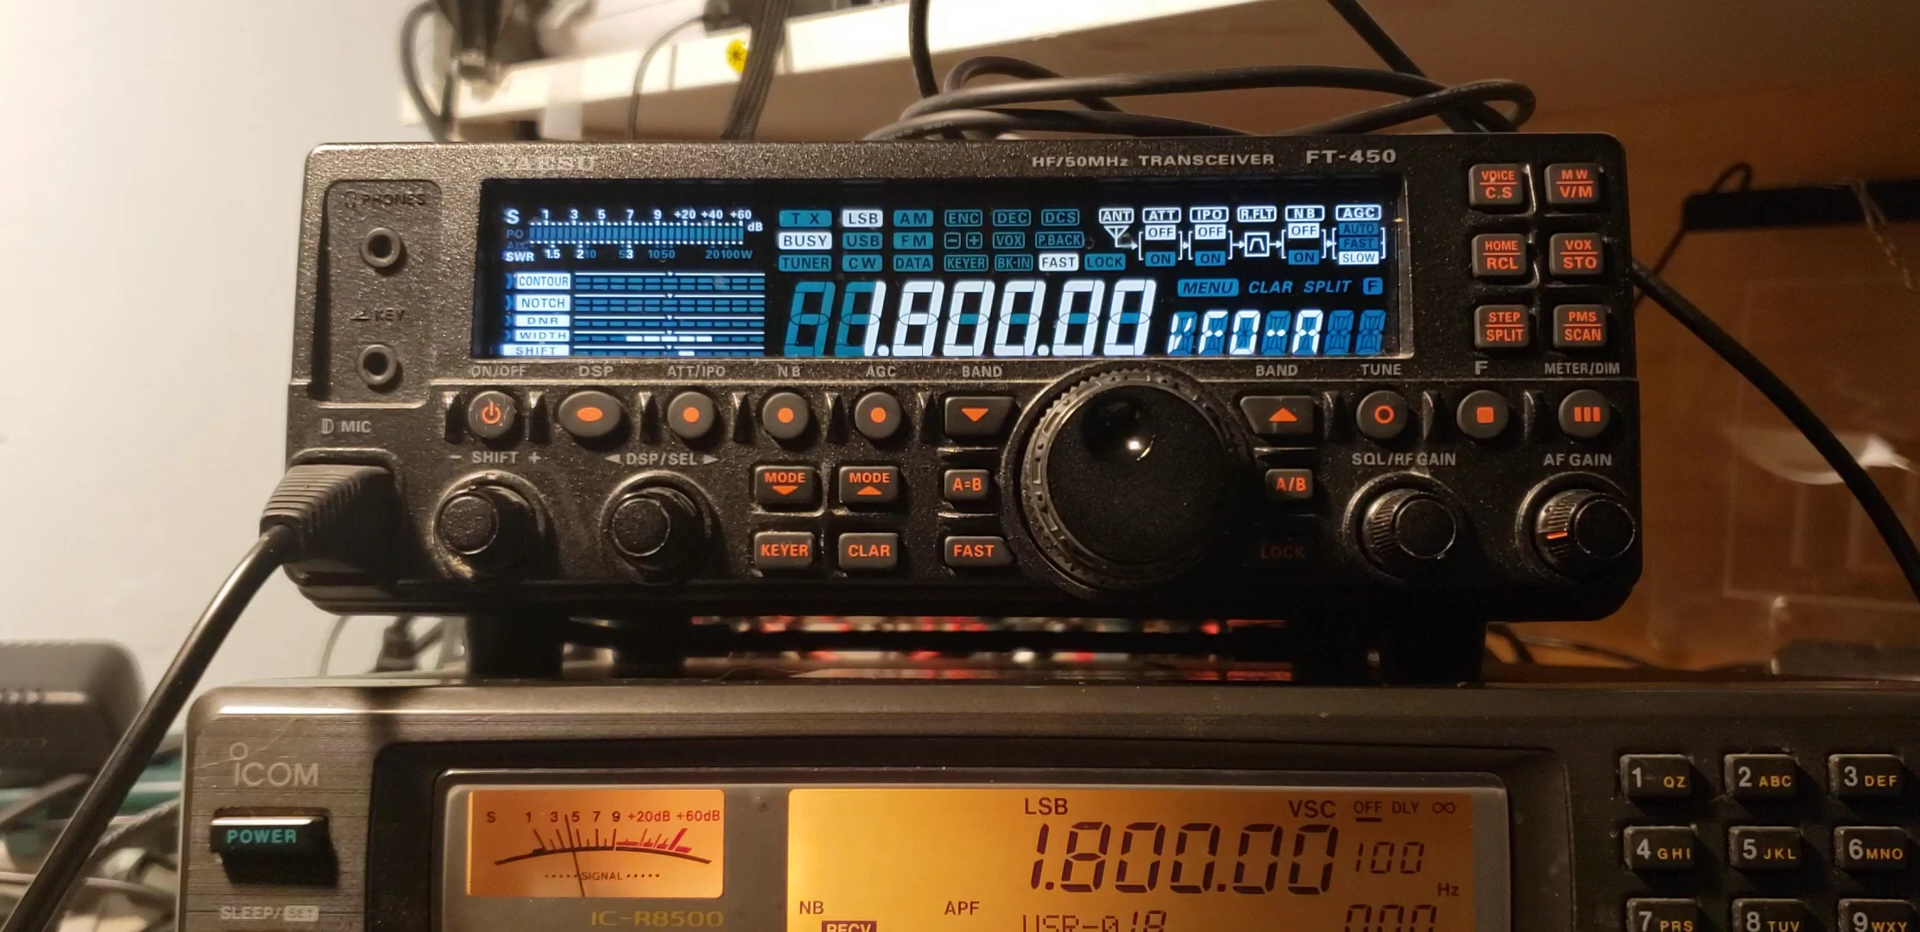 YAESU
HF/50MHz TRANSCEIVER FT-450
PHONES
KEY
MIC
S 1 3 5 7 9 +20 +40 +60 dB
PO
ALC
SWR 1.5 2 10 5 3 10 50 20 100W
CONTOUR
NOTCH
DNR
WIDTH
SHIFT
TX LSB AM ENC DEC DCS
BUSY USB FM - + VOX P.BACK
TUNER CW DATA KEYER BK-IN FAST LOCK
ANT ATT IPO R.FLT NB AGC
OFF OFF OFF AUTO
FAST
ON ON ON SLOW
MENU CLAR SPLIT F
1.800.00 VFO-A
VOICE C.S
MW V/M
HOME RCL
VOX STO
STEP SPLIT
PMS SCAN
ON/OFF DSP ATT/IPO NB AGC BAND BAND TUNE F METER/DIM
- SHIFT + DSP/SEL SQL/RF GAIN AF GAIN
MODE MODE A=B A/B
KEYER CLAR FAST LOCK
ICOM
POWER
SLEEP/SET
S 1 3 5 7 9 +20dB +60dB
SIGNAL
IC-R8500
LSB VSC OFF DLY ∞
1.800.00 100
Hz
NB APF
RECV
1 QZ 2 ABC 3 DEF
4 GHI 5 JKL 6 MNO
7 PRS 8 TUV 9 WXY